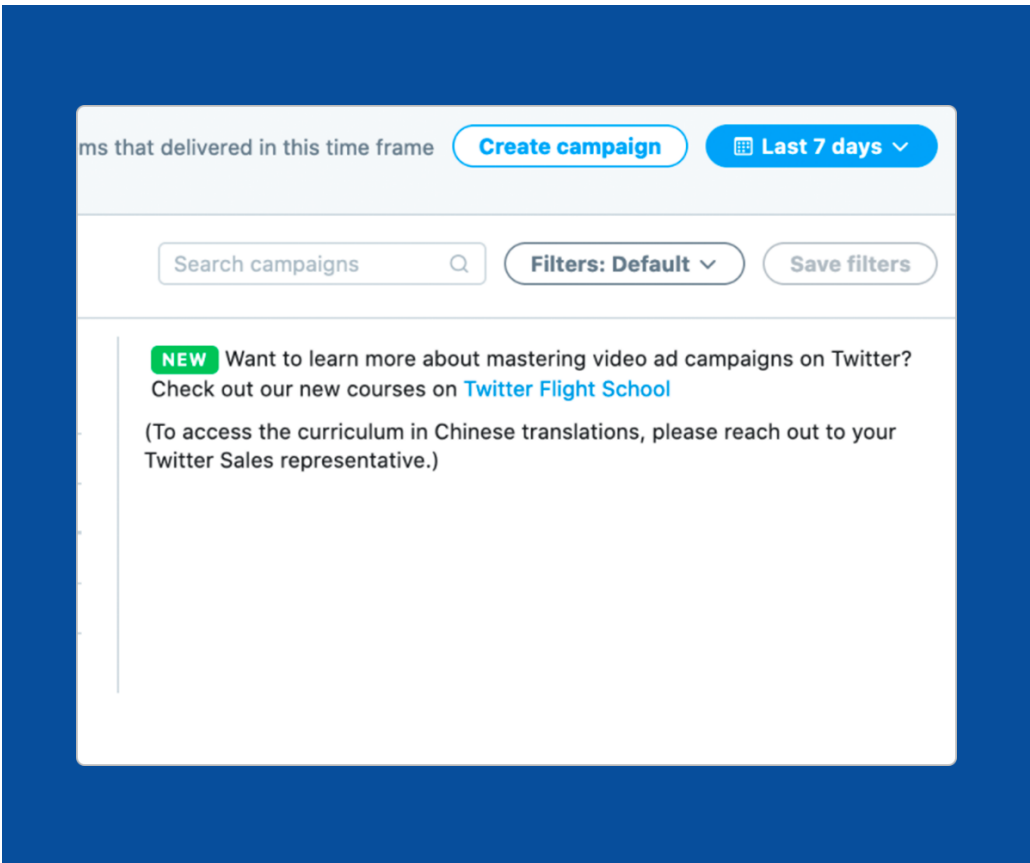 ms that delivered in this time frame Create campaign Last 7 days
Search campaigns Filters: Default Save filters
NEW Want to learn more about mastering video ad campaigns on Twitter?
Check out our new courses on Twitter Flight School
(To access the curriculum in Chinese translations, please reach out to your
Twitter Sales representative.)